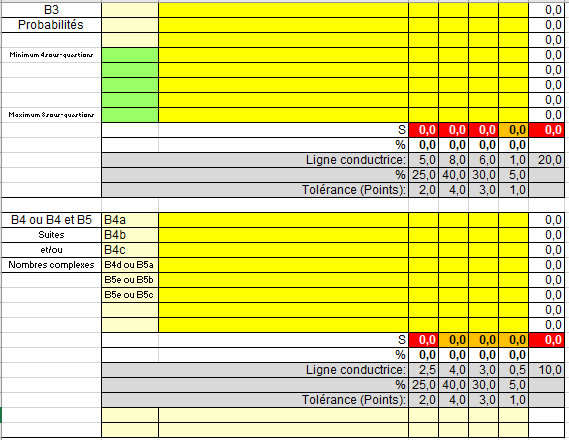 B3 0,0
Probabilités 0,0
0,0
Minimum 4 sous-questions 0,0
0,0
0,0
0,0
Maximum 8 sous-questions 0,0
S 0,0 0,0 0,0 0,0 0,0
% 0,0 0,0 0,0 0,0
Ligne conductrice: 5,0 8,0 6,0 1,0 20,0
% 25,0 40,0 30,0 5,0
Tolérance (Points): 2,0 4,0 3,0 1,0
B4 ou B4 et B5 B4a 0,0
Suites B4b 0,0
et/ou B4c 0,0
Nombres complexes B4d ou B5a 0,0
B5e ou B5b 0,0
B5e ou B5c 0,0
0,0
0,0
S 0,0 0,0 0,0 0,0 0,0
% 0,0 0,0 0,0 0,0
Ligne conductrice: 2,5 4,0 3,0 0,5 10,0
% 25,0 40,0 30,0 5,0
Tolérance (Points): 2,0 4,0 3,0 1,0